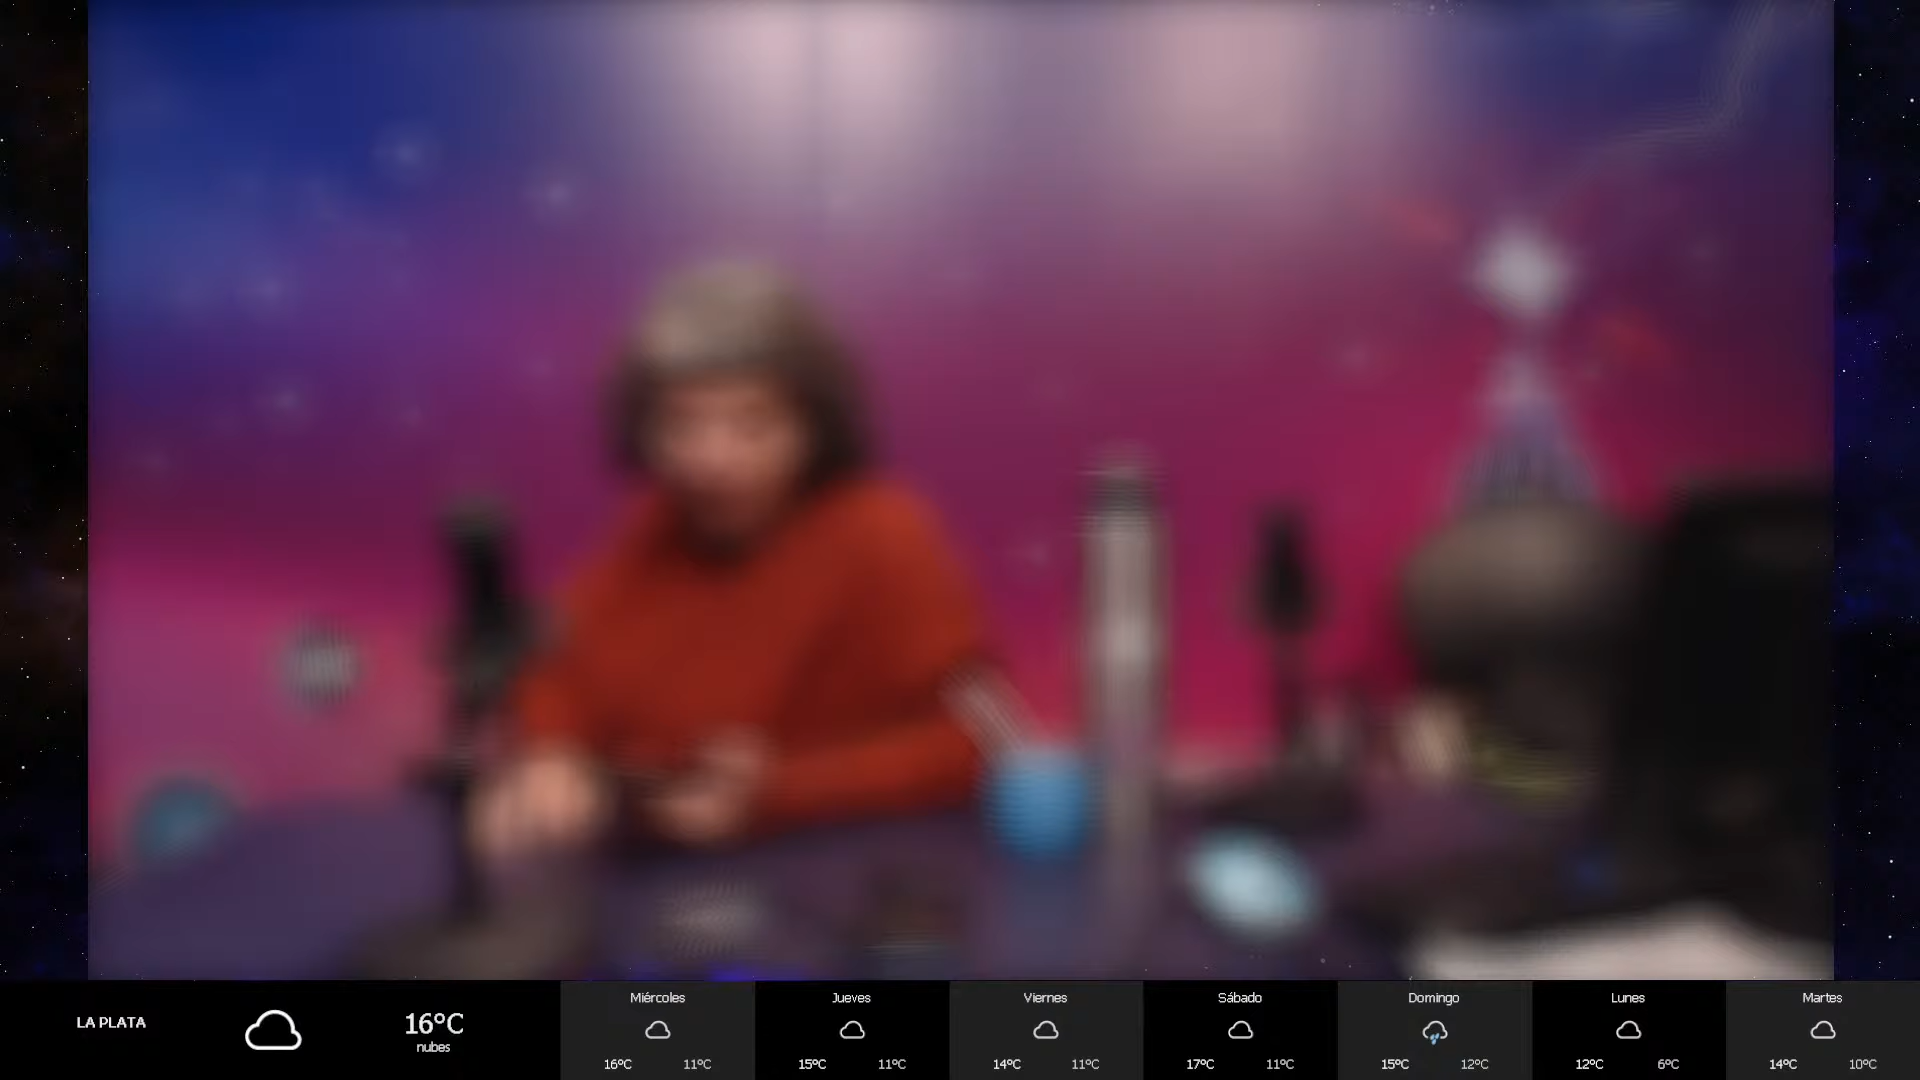 LA PLATA
16°C
nubes
Miércoles
16°C 11°C
Jueves
15°C 11°C
Viernes
14°C 11°C
Sábado
17°C 11°C
Domingo
15°C 12°C
Lunes
12°C 6°C
Martes
14°C 10°C